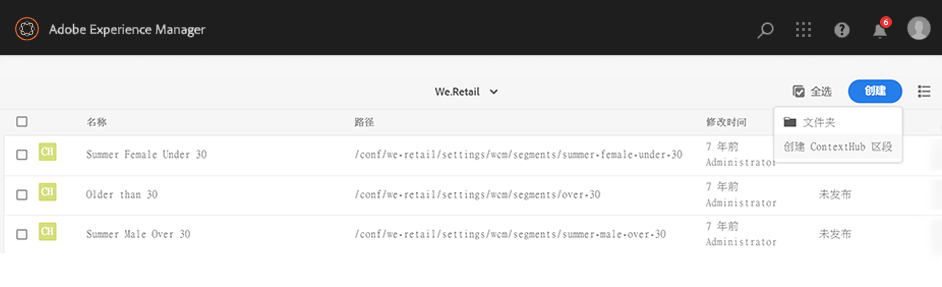 Adobe Experience Manager
6
We.Retail
全选
创建
名称
路径
修改时间
文件夹
创建 ContextHub 区段
CH
Summer Female Under 30
/conf/we-retail/settings/wcm/segments/summer-female-under-30
7 年前
Administrator
CH
Older than 30
/conf/we-retail/settings/wcm/segments/over-30
7 年前
Administrator
未发布
CH
Summer Male Over 30
/conf/we-retail/settings/wcm/segments/summer-male-over-30
7 年前
Administrator
未发布